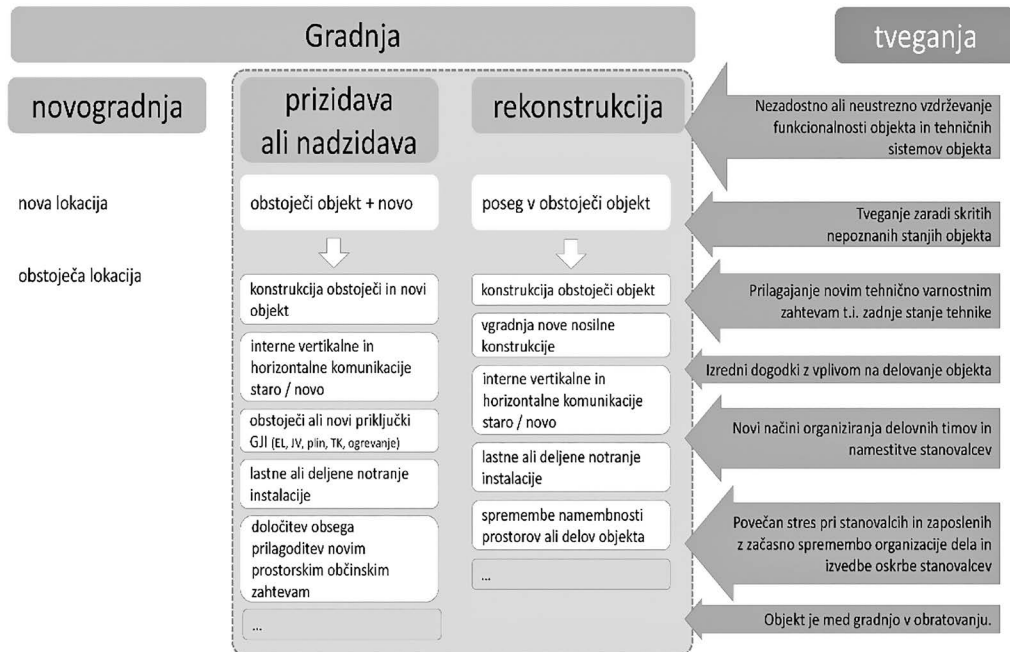 Gradnja
tveganja
novogradnja
prizidava
ali nadzidava
rekonstrukcija
nova lokacija
obstoječa lokacija
obstoječi objekt + novo
konstrukcija obstoječi in novi
objekt
interne vertikalne in
horizontalne komunikacije
staro / novo
obstoječi ali novi priključki
GJI (EL, JV, plin, TK, ogrevanje)
lastne ali deljene notranje
instalacije
določitev obsega
prilagoditev novim
prostorskim občinskim
zahtevam
...
poseg v obstoječi objekt
konstrukcija obstoječi objekt
vgradnja nove nosilne
konstrukcije
interne vertikalne in
horizontalne komunikacije
staro / novo
lastne ali deljene notranje
instalacije
spremembe namembnosti
prostorov ali delov objekta
...
Nezadostno ali neustrezno vzdrževanje
funkcionalnosti objekta in tehničnih
sistemov objekta
Tveganje zaradi skritih
nepoznanih stanjih objekta
Prilagajanje novim tehnično varnostnim
zahtevam t.i. zadnje stanje tehnike
Izredni dogodki z vplivom na delovanje objekta
Novi načini organiziranja delovnih timov in
namestitve stanovalcev
Povečan stres pri stanovalcih in zaposlenih
z začasno spremembo organizacije dela in
izvedbe oskrbe stanovalcev
Objekt je med gradnjo v obratovanju.